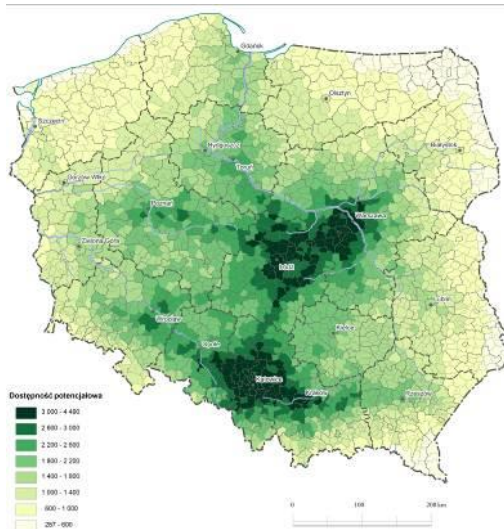 Gdańsk
Olsztyn
Szczecin
Bydgoszcz
Białystok
Toruń
Gorzów Wlkp.
Poznań
Warszawa
Zielona Góra
Łódź
Lublin
Wrocław
Kielce
Opole
Katowice
Kraków
Rzeszów
Dostępność potencjałowa
3 000 - 4 480
2 600 - 3 000
2 200 - 2 600
1 800 - 2 200
1 400 - 1 800
1 000 - 1 400
600 - 1 000
267 - 600
0 100 200 km